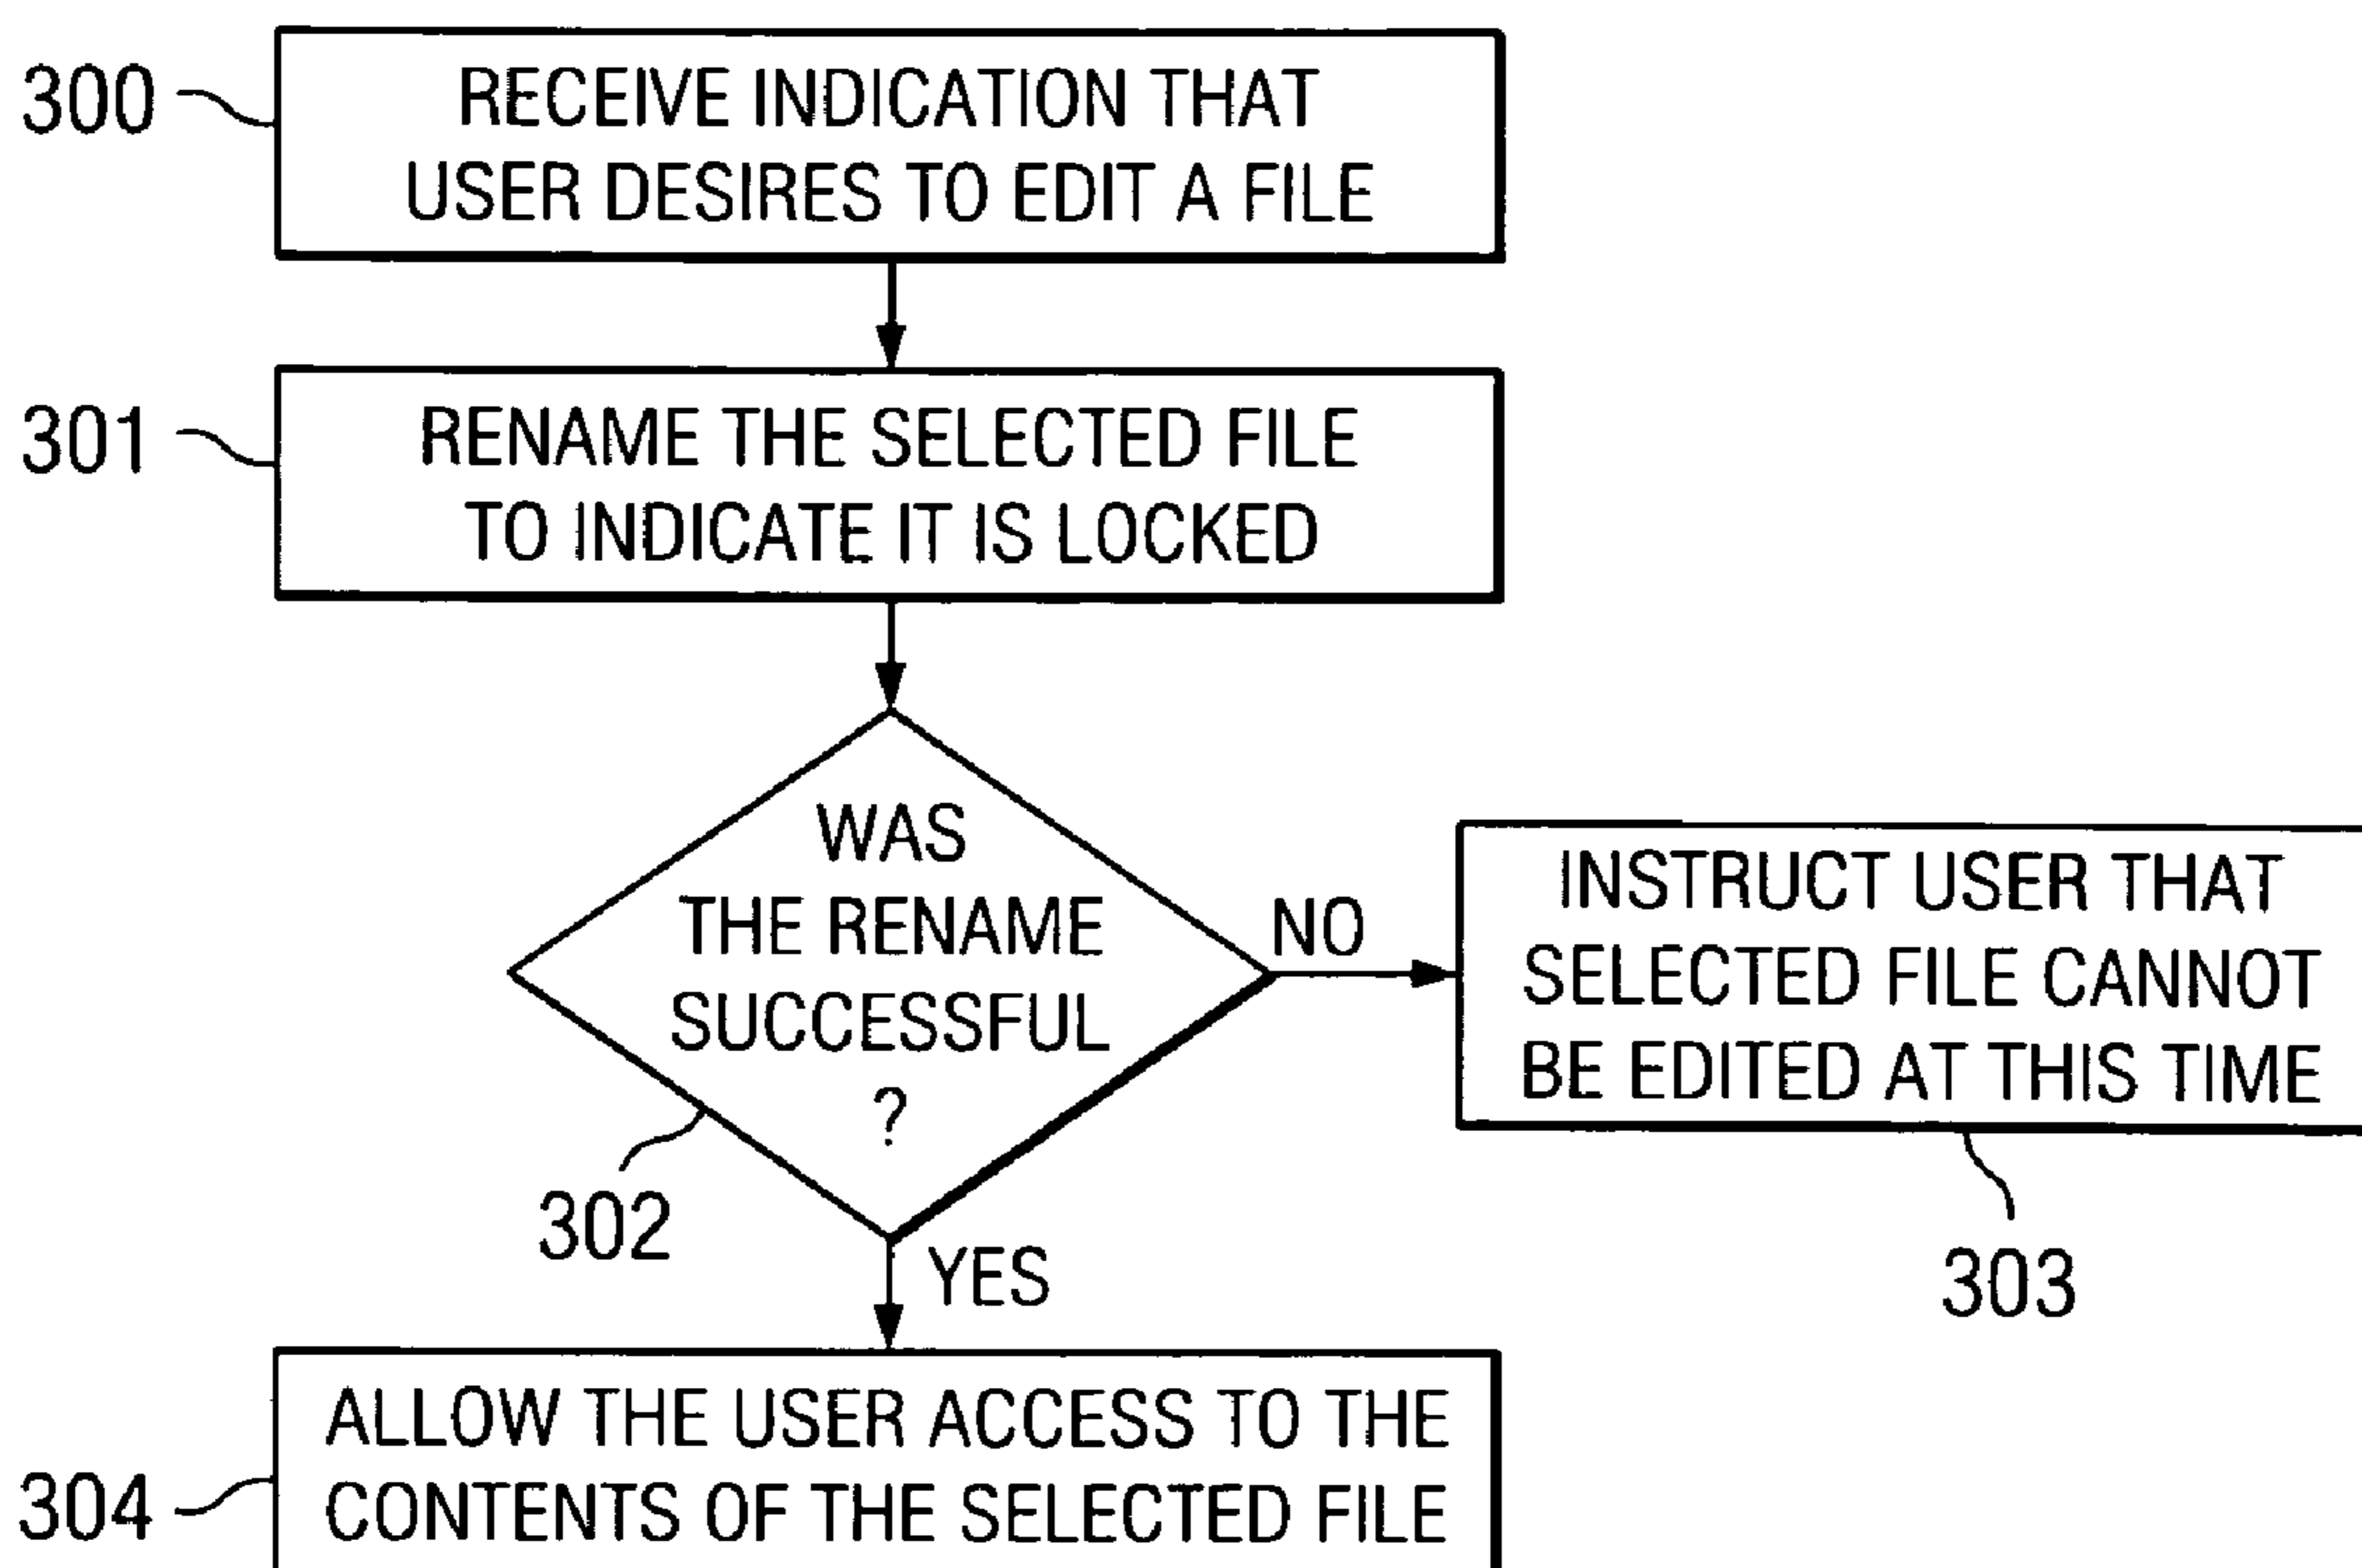 300
RECEIVE INDICATION THAT
USER DESIRES TO EDIT A FILE
301
RENAME THE SELECTED FILE
TO INDICATE IT IS LOCKED
WAS
THE RENAME
SUCCESSFUL
?
302
NO
INSTRUCT USER THAT
SELECTED FILE CANNOT
BE EDITED AT THIS TIME
303
YES
304
ALLOW THE USER ACCESS TO THE
CONTENTS OF THE SELECTED FILE